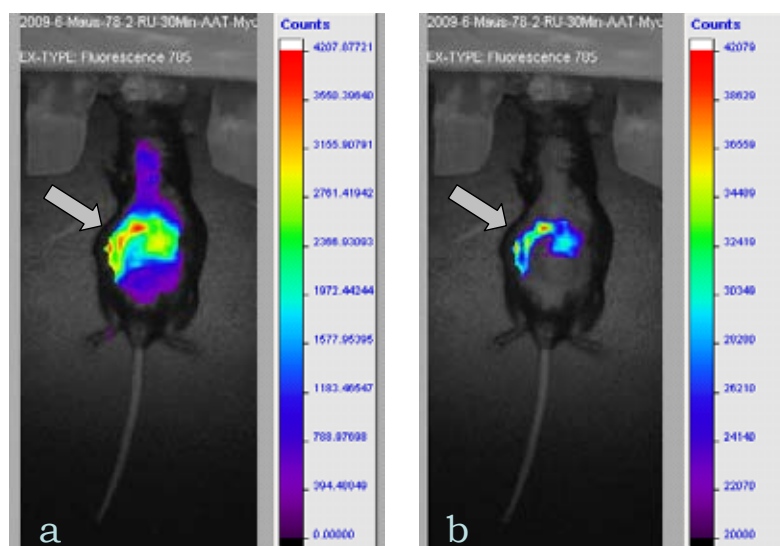 2009-6-Maus-78-2-RU-30Min-AAT-Myc
EX-TYPE: Fluorescence 785
Counts
4207.87721
3550.39640
3155.90791
2761.41942
2366.93093
1972.44244
1577.95395
1183.46547
788.97698
394.48849
0.00000
a
2009-6-Maus-78-2-RU-30Min-AAT-Myc
EX-TYPE: Fluorescence 785
Counts
42079
38629
36559
34489
32419
30349
28280
26210
24140
22070
20000
b